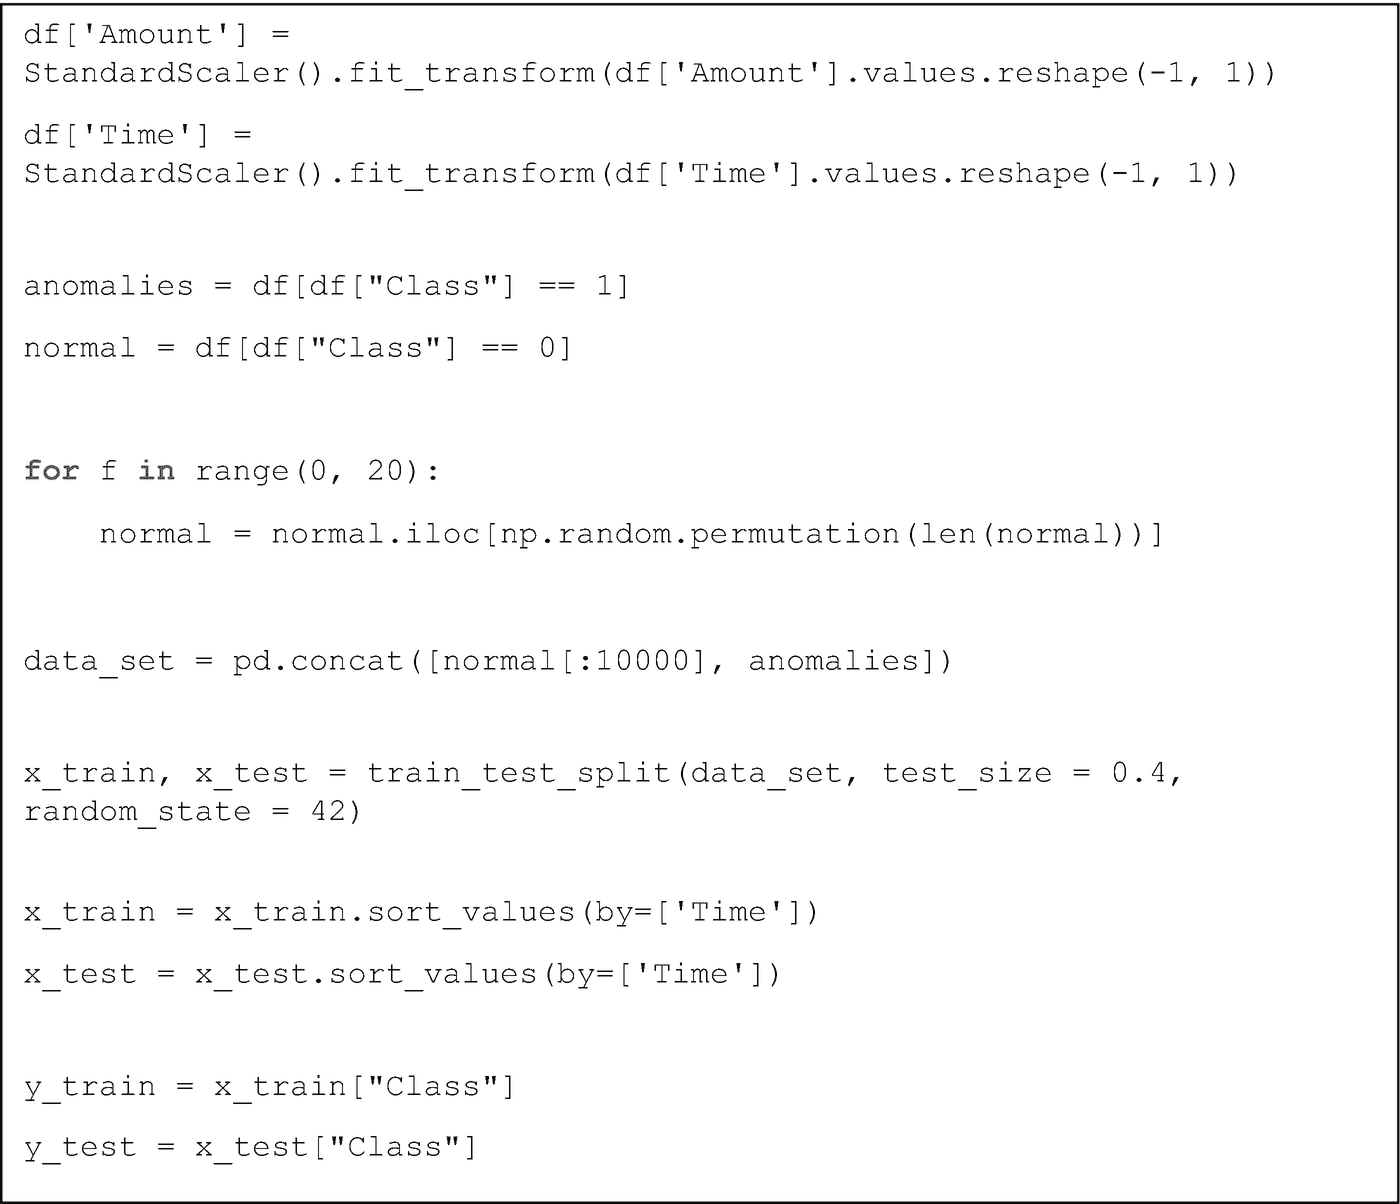 df['Amount'] =
StandardScaler().fit_transform(df['Amount'].values.reshape(-1, 1))
df['Time'] =
StandardScaler().fit_transform(df['Time'].values.reshape(-1, 1))
anomalies = df[df["Class"] == 1]
normal = df[df["Class"] == 0]
for f in range(0, 20):
    normal = normal.iloc[np.random.permutation(len(normal))]
data_set = pd.concat([normal[:10000], anomalies])
x_train, x_test = train_test_split(data_set, test_size = 0.4,
random_state = 42)
x_train = x_train.sort_values(by=['Time'])
x_test = x_test.sort_values(by=['Time'])
y_train = x_train["Class"]
y_test = x_test["Class"]